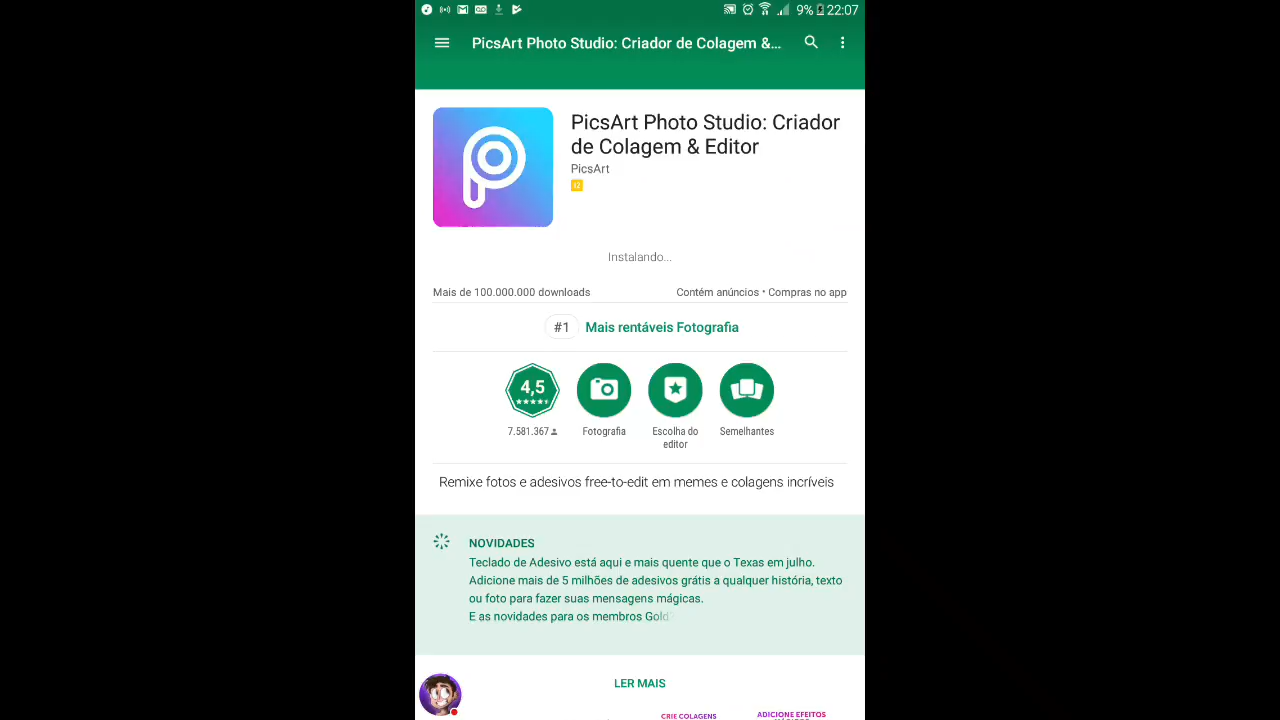 9% 22:07
PicsArt Photo Studio: Criador de Colagem &...
PicsArt Photo Studio: Criador
de Colagem & Editor
PicsArt
12
Instalando...
Mais de 100.000.000 downloads
Contém anúncios • Compras no app
#1 Mais rentáveis Fotografia
4,5
7.581.367
Fotografia
Escolha do
editor
Semelhantes
Remixe fotos e adesivos free-to-edit em memes e colagens incríveis
NOVIDADES
Teclado de Adesivo está aqui e mais quente que o Texas em julho.
Adicione mais de 5 milhões de adesivos grátis a qualquer história, texto
ou foto para fazer suas mensagens mágicas.
E as novidades para os membros Gold
LER MAIS
CRIE COLAGENS
ADICIONE EFEITOS